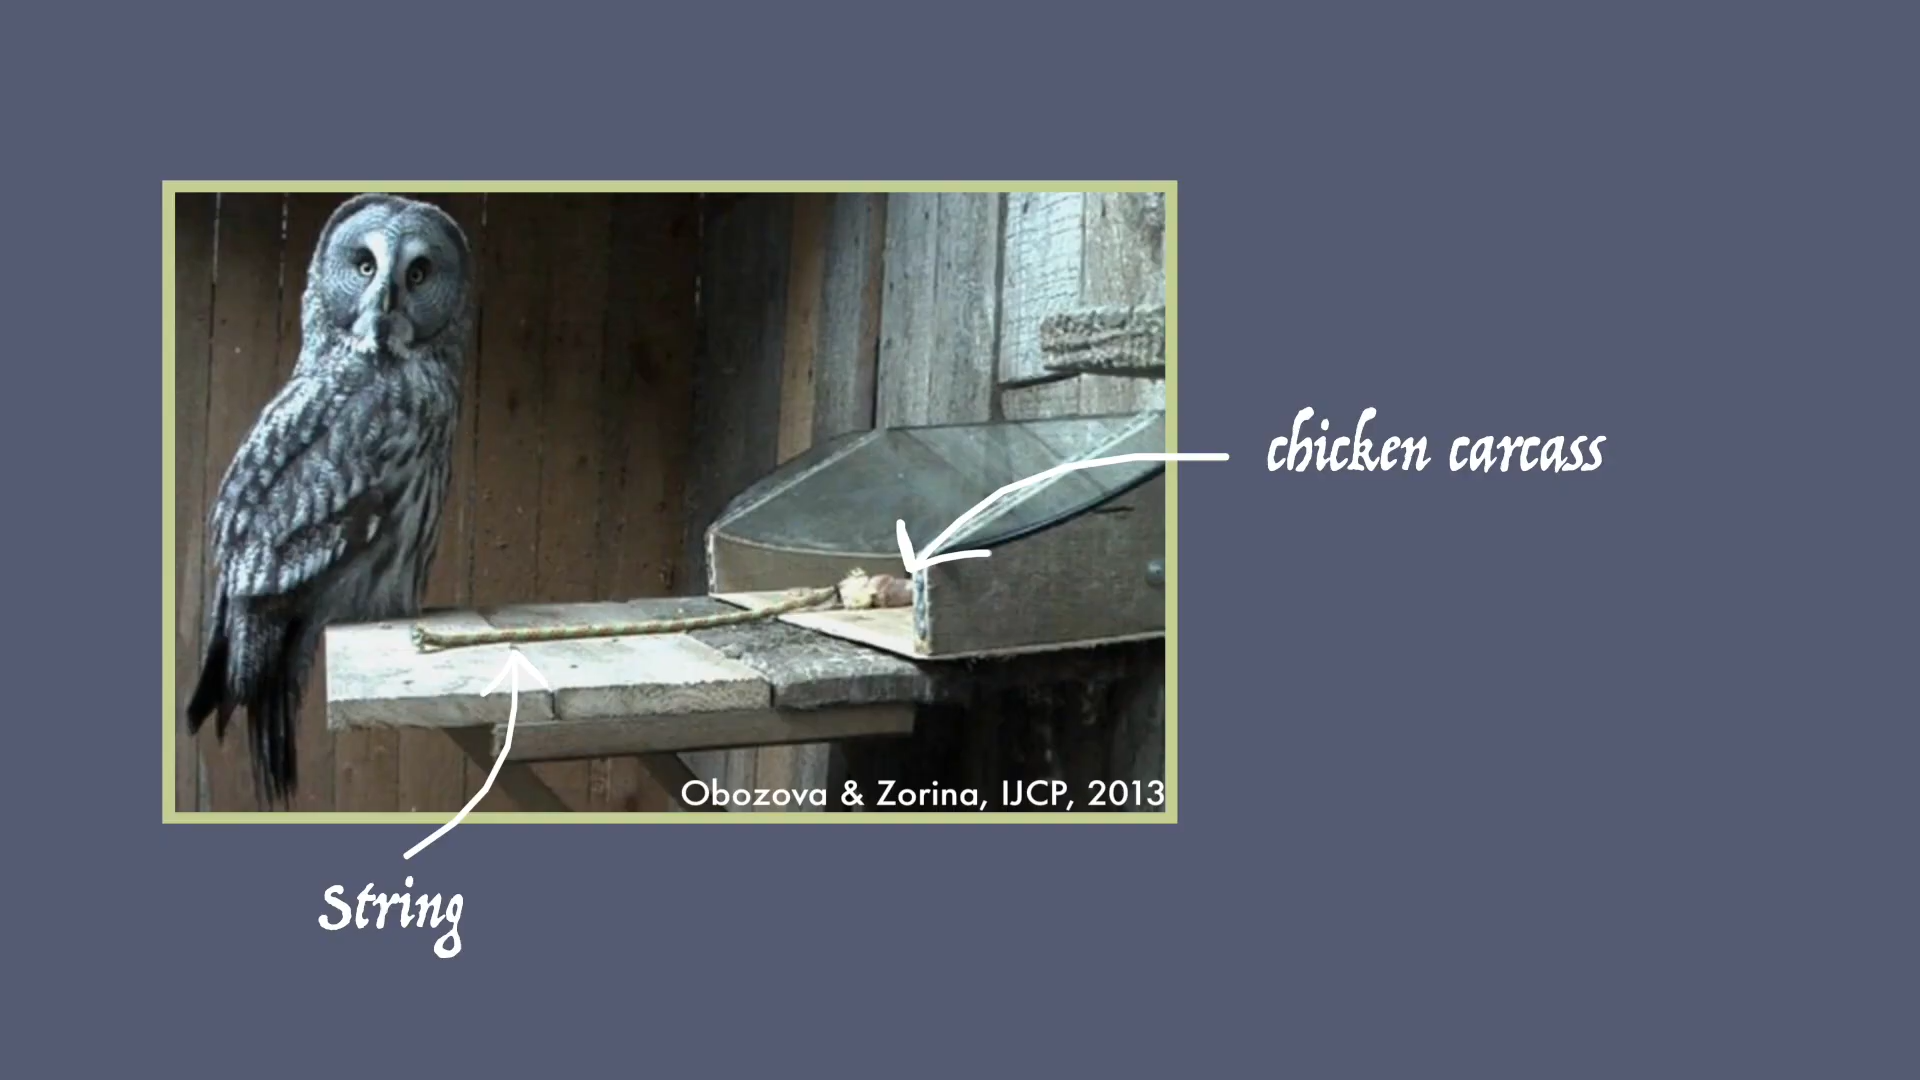 chicken carcass
Obozova & Zorina, IJCP, 2013
String